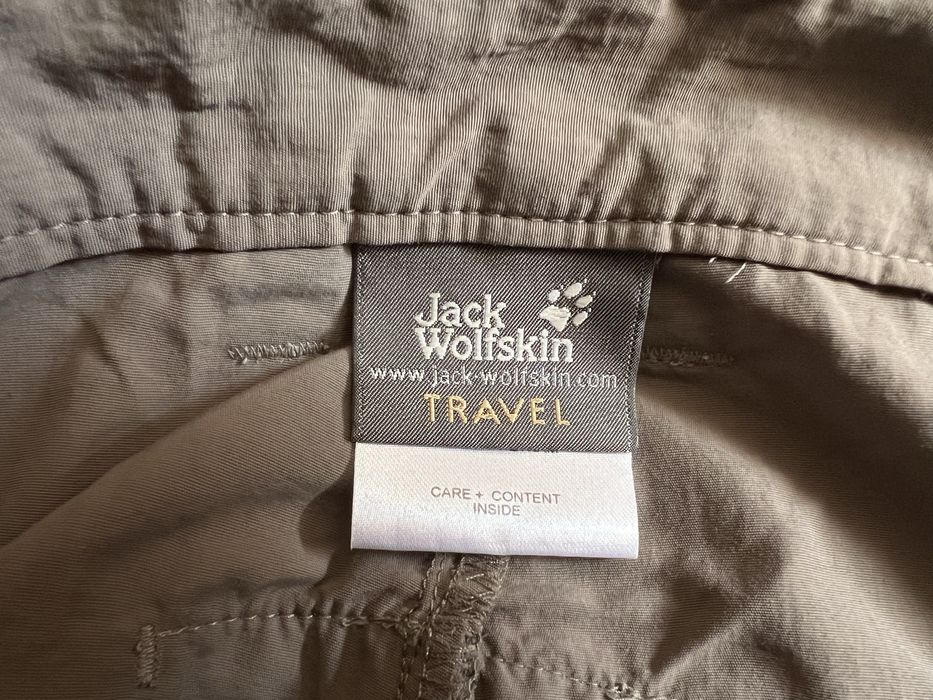 Jack
Wolfskin
www.jack-wolfskin.com
TRAVEL
CARE + CONTENT
INSIDE